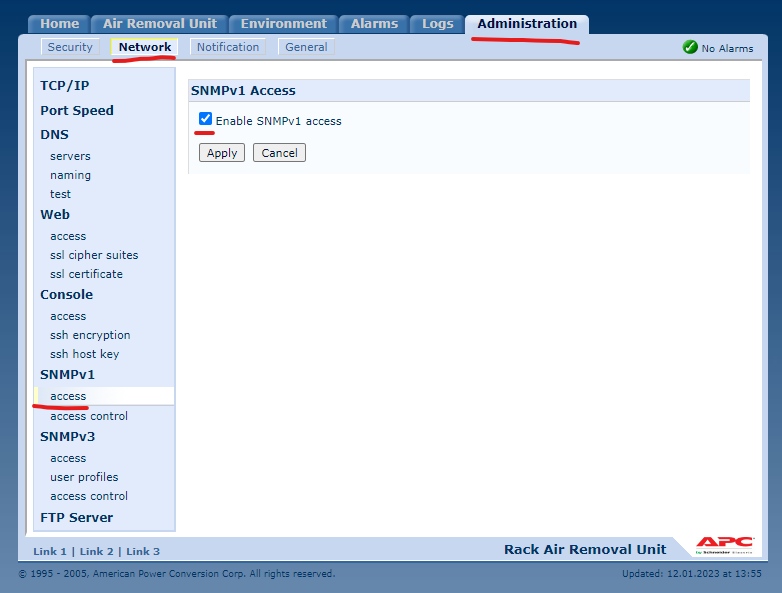 Home Air Removal Unit Environment Alarms Logs Administration
Security Network Notification General No Alarms
TCP/IP
Port Speed
DNS
servers
naming
test
Web
access
ssl cipher suites
ssl certificate
Console
access
ssh encryption
ssh host key
SNMPv1
access
access control
SNMPv3
access
user profiles
access control
FTP Server
SNMPv1 Access
Enable SNMPv1 access
Apply Cancel
Link 1 | Link 2 | Link 3
Rack Air Removal Unit
APC
by Schneider Electric
© 1995 - 2005, American Power Conversion Corp. All rights reserved.
Updated: 12.01.2023 at 13:55